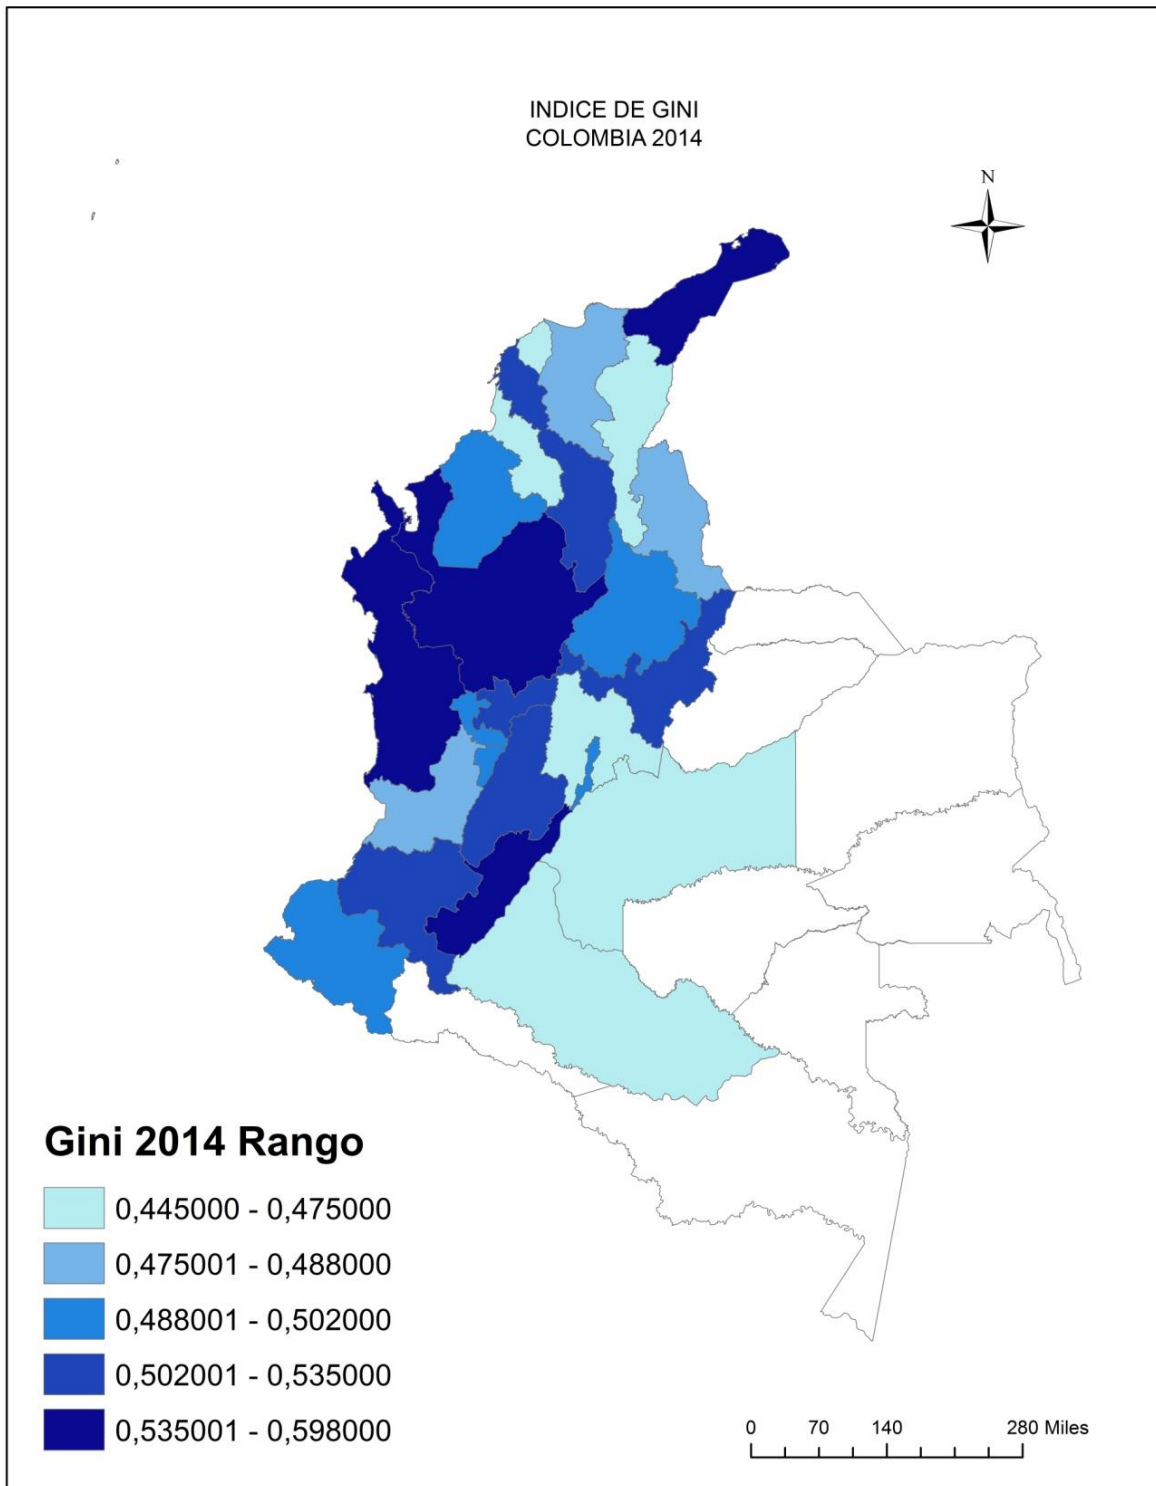 INDICE DE GINI
COLOMBIA 2014
N
Gini 2014 Rango
0,445000 - 0,475000
0,475001 - 0,488000
0,488001 - 0,502000
0,502001 - 0,535000
0,535001 - 0,598000
0 70 140 280 Miles